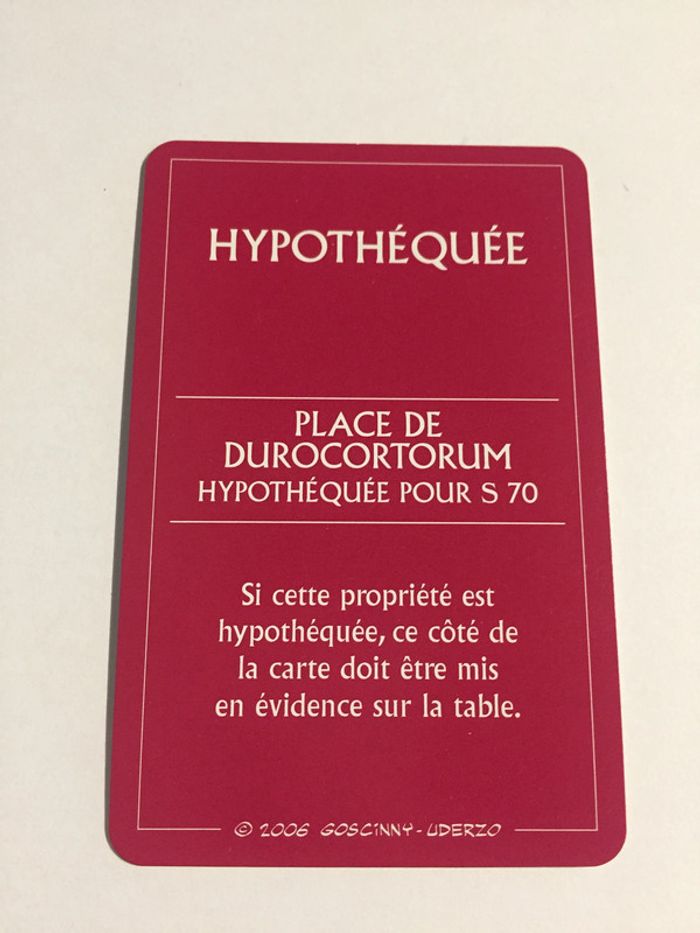 HYPOTHÉQUÉE
PLACE DE
DUROCORTORUM
HYPOTHÉQUÉE POUR S 70
Si cette propriété est
hypothéquée, ce côté de
la carte doit être mis
en évidence sur la table.
© 2006 GOSCINNY - UDERZO